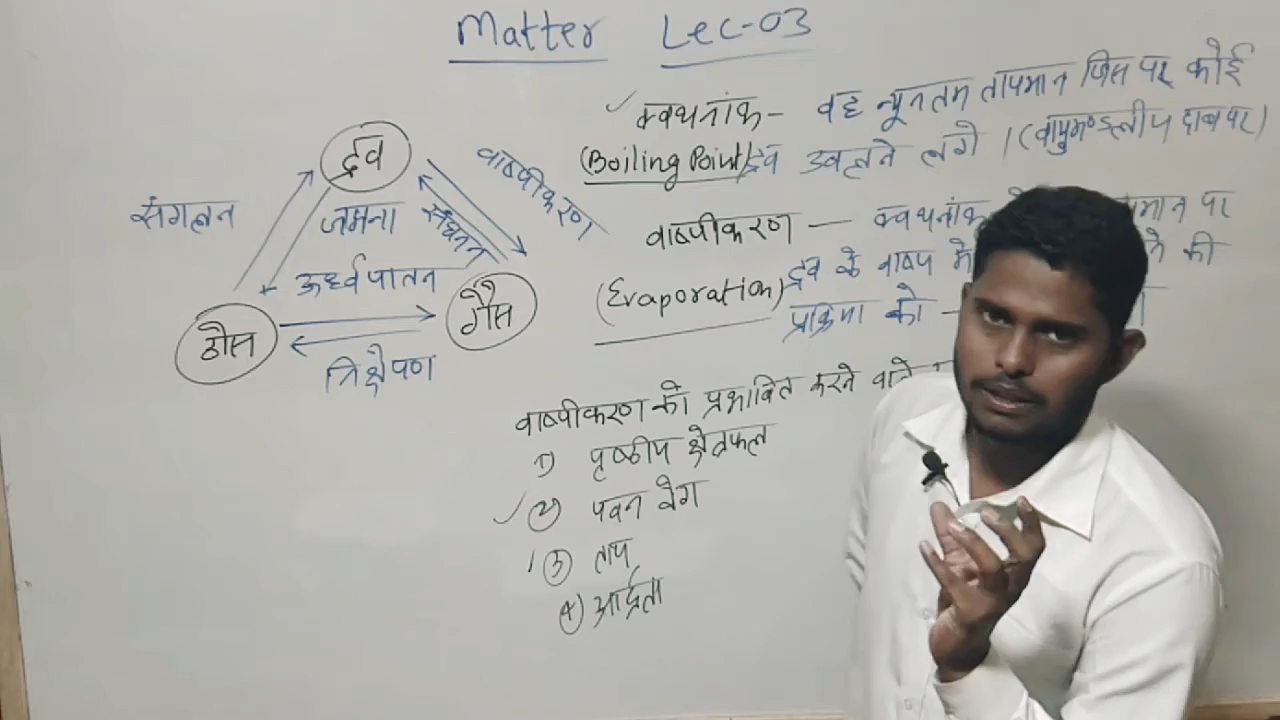 Matter Lec-03
द्रव
संगलन
जमना
वाष्पीकरण
संघनन
ऊर्ध्वपातन
ठोस
गैस
निक्षेपण
क्वथनांक - वह न्यूनतम तापमान जिस पर कोई
(Boiling Point) द्रव उबलने लगे । (वायुमण्डलीय दाब पर)
वाष्पीकरण — क्वथनांक पर
(Evaporation) द्रव के वाष्प में की
प्रक्रिया को -
वाष्पीकरण को प्रभावित करने वाले
1) पृष्ठीय क्षेत्रफल
2) पवन वेग
3) ताप
4) आर्द्रता